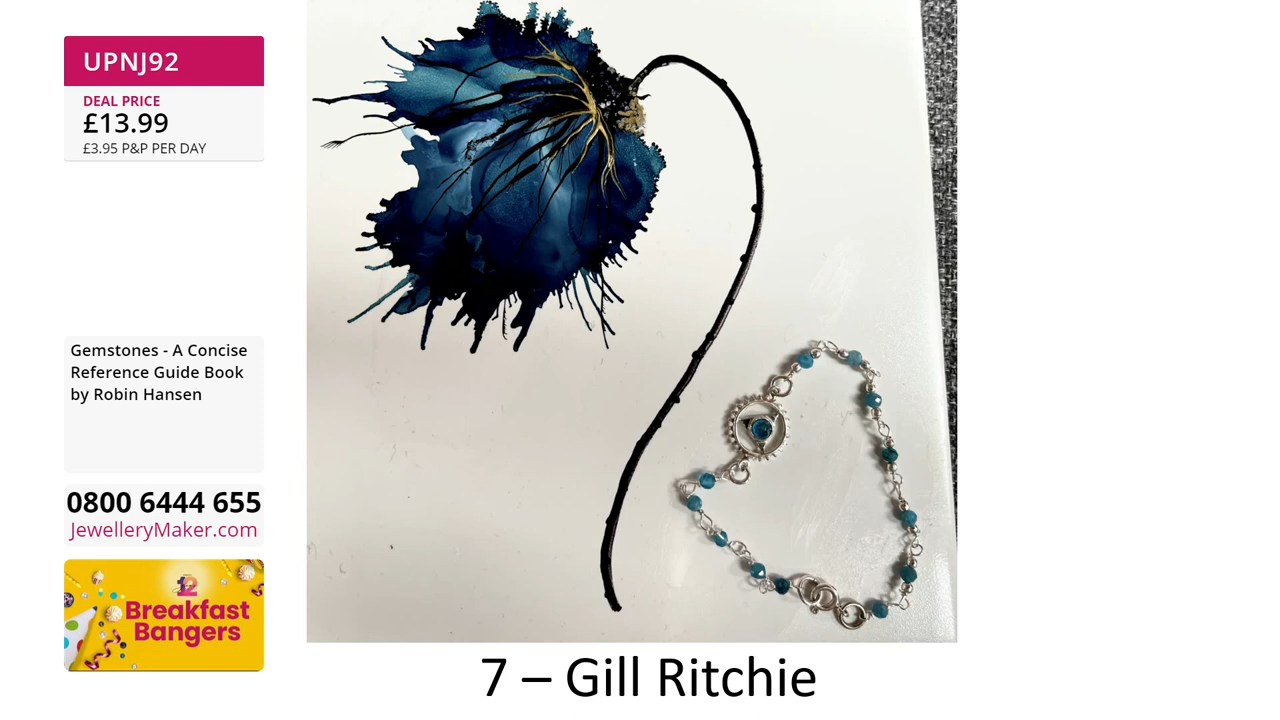 UPNJ92
DEAL PRICE
£13.99
£3.95 P&P PER DAY
Gemstones - A Concise
Reference Guide Book
by Robin Hansen
0800 6444 655
JewelleryMaker.com
12
Breakfast
Bangers
7 – Gill Ritchie